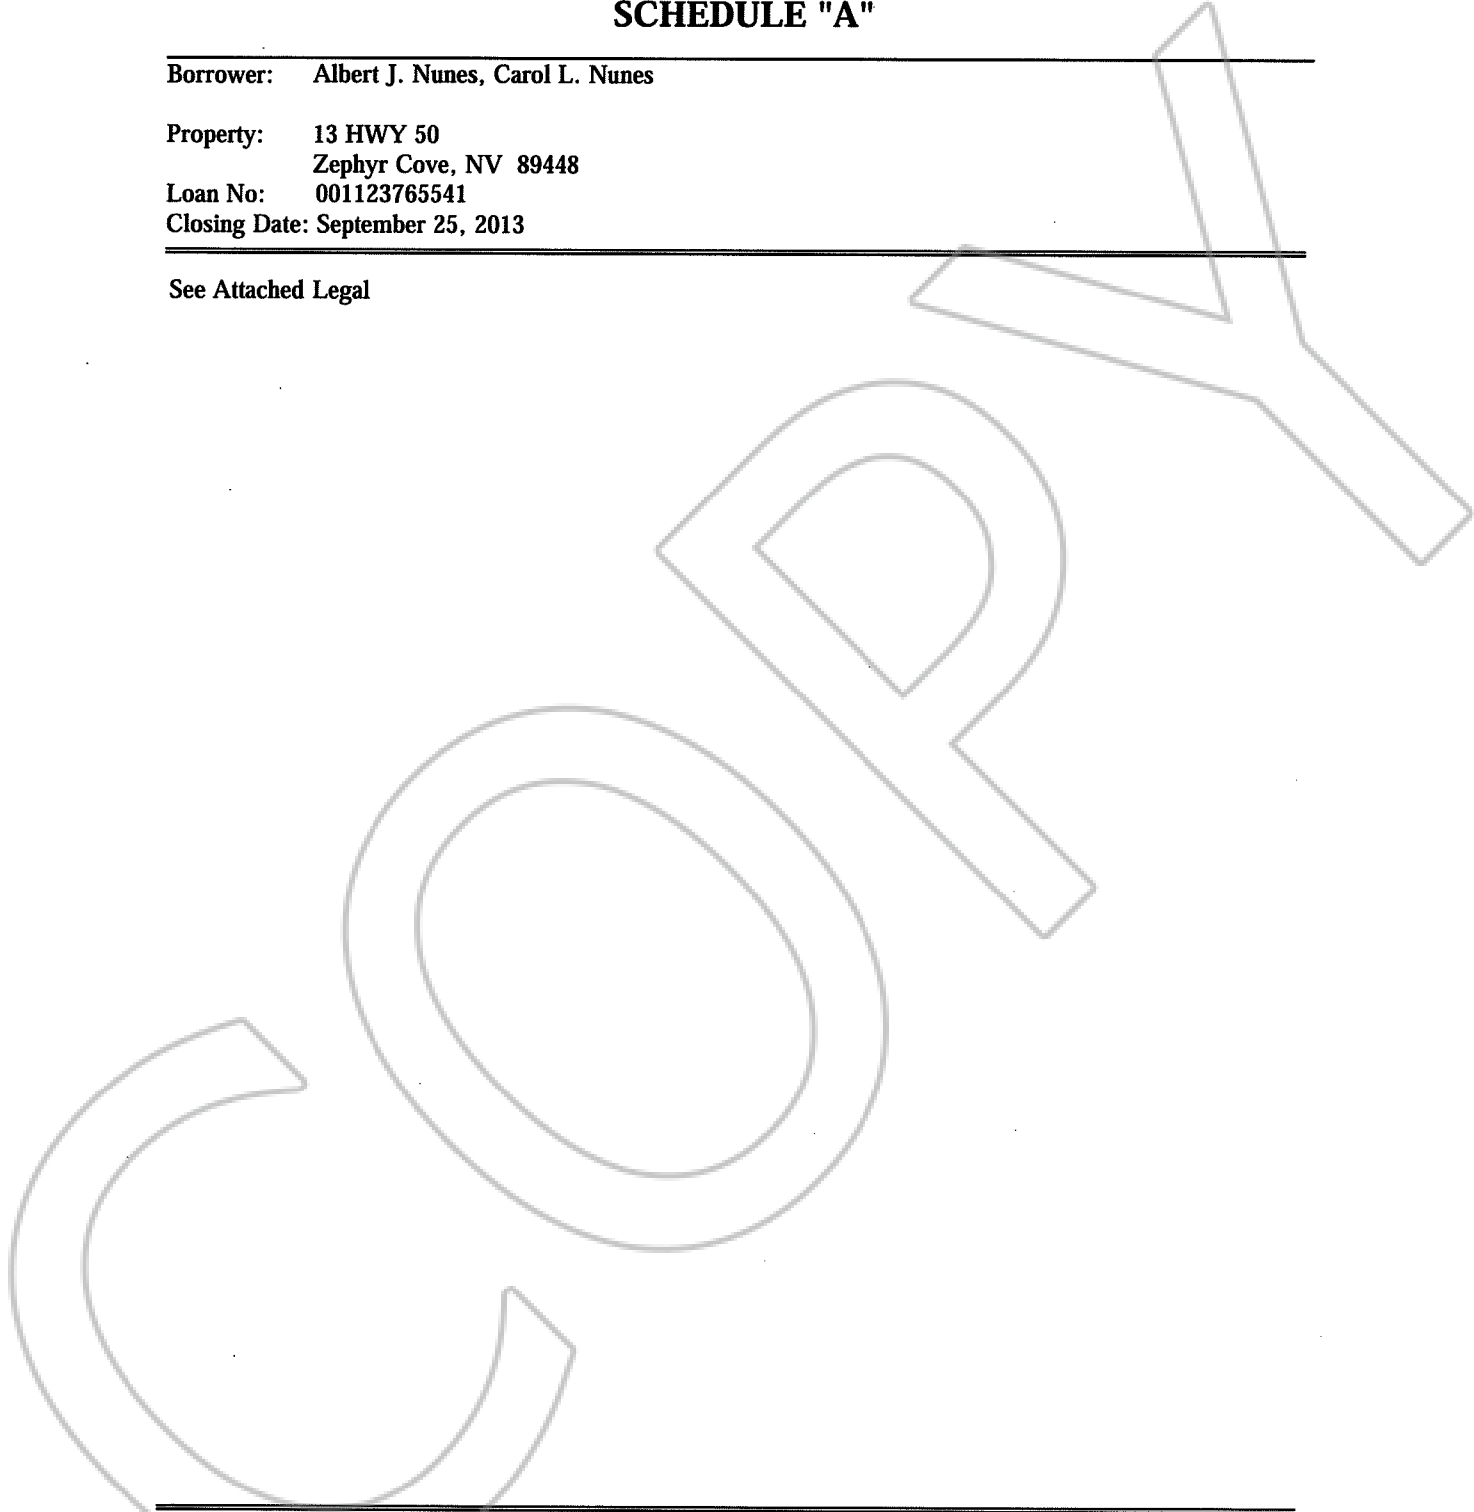 SCHEDULE "A"
Borrower: Albert J. Nunes, Carol L. Nunes
Property: 13 HWY 50
Zephyr Cove, NV 89448
Loan No: 001123765541
Closing Date: September 25, 2013
See Attached Legal
COPY